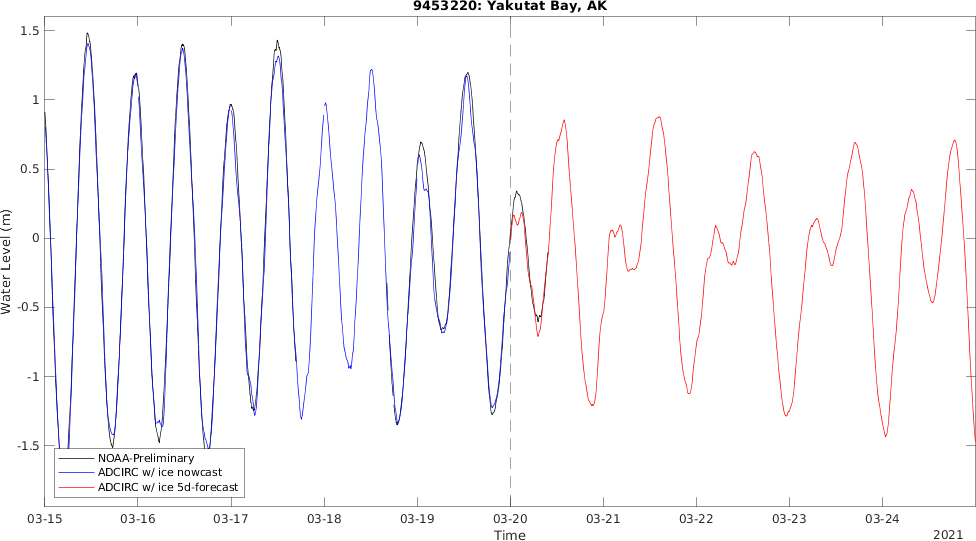 9453220: Yakutat Bay, AK
Water Level (m)
1.5
1
0.5
0
-0.5
-1
-1.5
NOAA-Preliminary
ADCIRC w/ ice nowcast
ADCIRC w/ ice 5d-forecast
03-15 03-16 03-17 03-18 03-19 03-20 03-21 03-22 03-23 03-24
Time
2021